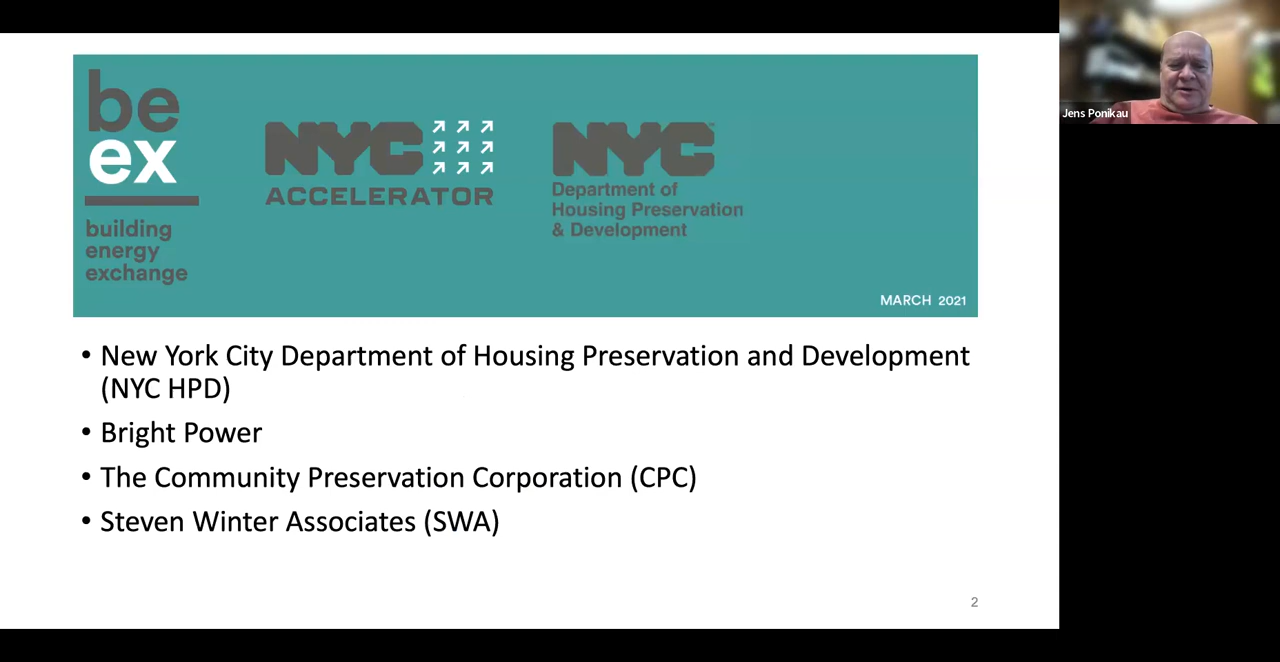 be
ex
building
energy
exchange
NYC
ACCELERATOR
NYC
Department of
Housing Preservation
& Development
MARCH 2021
• New York City Department of Housing Preservation and Development
(NYC HPD)
• Bright Power
• The Community Preservation Corporation (CPC)
• Steven Winter Associates (SWA)
2
Jens Ponikau